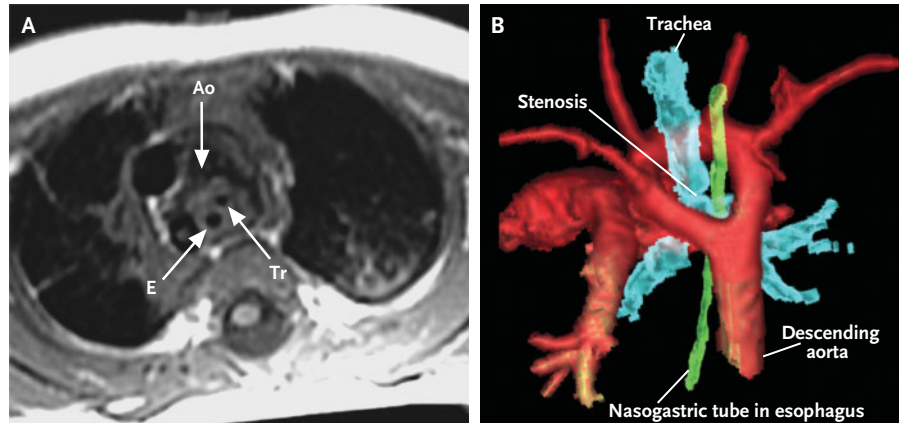 A
Ao
E
Tr
B
Trachea
Stenosis
Descending
aorta
Nasogastric tube in esophagus